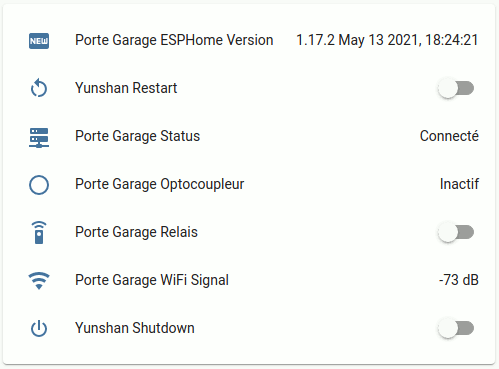 NEW Porte Garage ESPHome Version 1.17.2 May 13 2021, 18:24:21
Yunshan Restart
Porte Garage Status Connecté
Porte Garage Optocoupleur Inactif
Porte Garage Relais
Porte Garage WiFi Signal -73 dB
Yunshan Shutdown